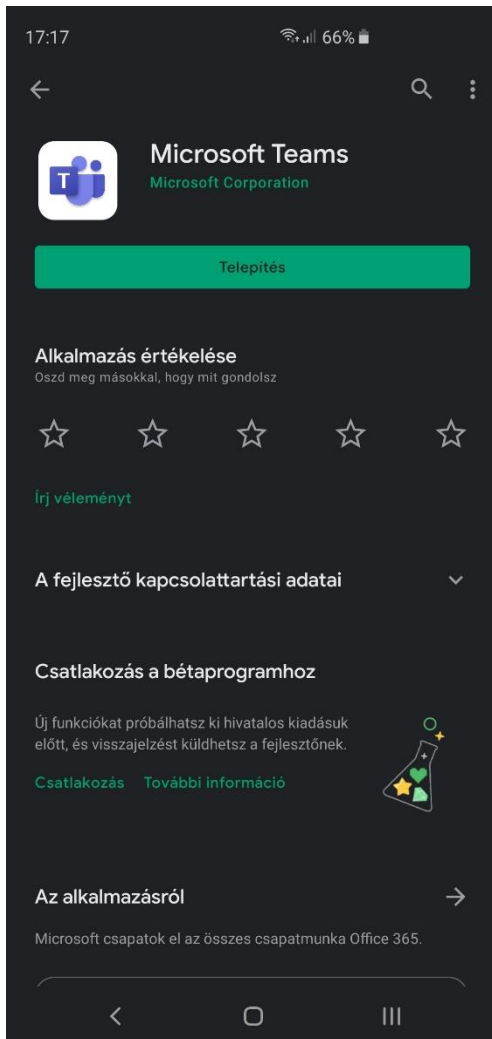 17:17 66%
Microsoft Teams
Microsoft Corporation
T
Telepítés
Alkalmazás értékelése
Oszd meg másokkal, hogy mit gondolsz
Írj véleményt
A fejlesztő kapcsolattartási adatai
Csatlakozás a bétaprogramhoz
Új funkciókat próbálhatsz ki hivatalos kiadásuk
előtt, és visszajelzést küldhetsz a fejlesztőnek.
Csatlakozás További információ
Az alkalmazásról
Microsoft csapatok el az összes csapatmunka Office 365.